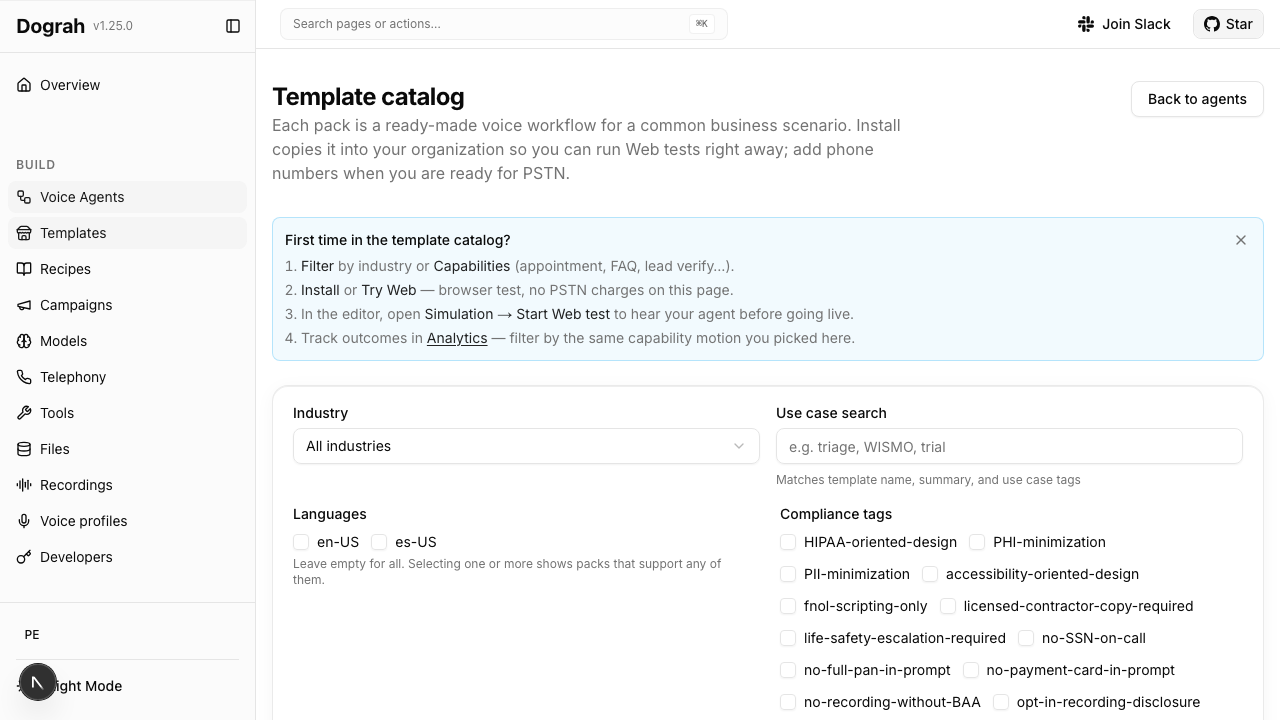 Dograh v1.25.0
Search pages or actions... ⌘K
Join Slack
Star
Overview
BUILD
Voice Agents
Templates
Recipes
Campaigns
Models
Telephony
Tools
Files
Recordings
Voice profiles
Developers
PE
ight Mode
Template catalog
Back to agents
Each pack is a ready-made voice workflow for a common business scenario. Install
copies it into your organization so you can run Web tests right away; add phone
numbers when you are ready for PSTN.
First time in the template catalog?
1. Filter by industry or Capabilities (appointment, FAQ, lead verify…).
2. Install or Try Web — browser test, no PSTN charges on this page.
3. In the editor, open Simulation → Start Web test to hear your agent before going live.
4. Track outcomes in Analytics — filter by the same capability motion you picked here.
Industry
All industries
Use case search
e.g. triage, WISMO, trial
Matches template name, summary, and use case tags
Languages
en-US es-US
Leave empty for all. Selecting one or more shows packs that support any of
them.
Compliance tags
HIPAA-oriented-design PHI-minimization
PII-minimization accessibility-oriented-design
fnol-scripting-only licensed-contractor-copy-required
life-safety-escalation-required no-SSN-on-call
no-full-pan-in-prompt no-payment-card-in-prompt
no-recording-without-BAA opt-in-recording-disclosure